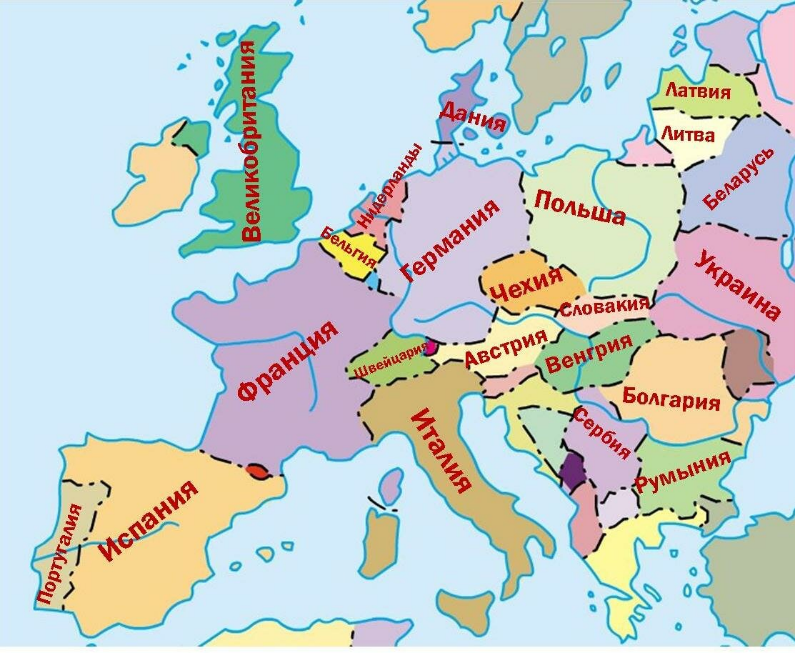 Великобритания
Дания
Латвия
Литва
Беларусь
Нидерланды
Бельгия
Германия
Польша
Чехия
Словакия
Украина
Франция
Швейцария
Австрия
Венгрия
Болгария
Италия
Сербия
Румыния
Испания
Португалия